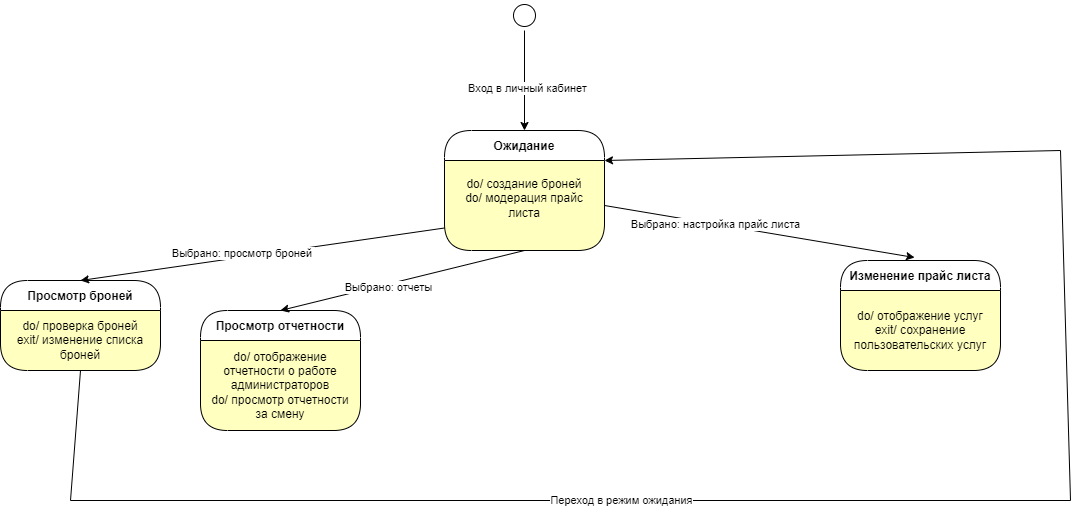 Вход в личный кабинет
Ожидание
do/ создание броней
do/ модерация прайс
листа
Выбрано: настройка прайс листа
Выбрано: просмотр броней
Выбрано: отчеты
Просмотр броней
do/ проверка броней
exit/ изменение списка
броней
Просмотр отчетности
do/ отображение
отчетности о работе
администраторов
do/ просмотр отчетности
за смену
Изменение прайс листа
do/ отображение услуг
exit/ сохранение
пользовательских услуг
Переход в режим ожидания